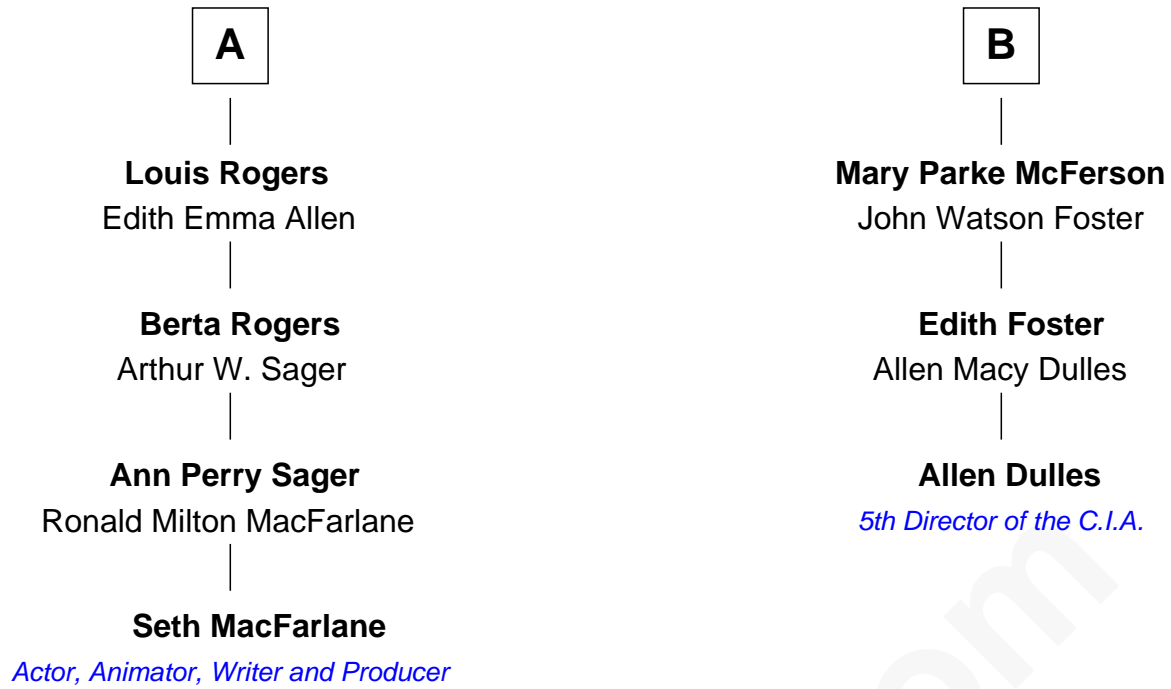 A
Louis Rogers
Edith Emma Allen
Berta Rogers
Arthur W. Sager
Ann Perry Sager
Ronald Milton MacFarlane
Seth MacFarlane
Actor, Animator, Writer and Producer
B
Mary Parke McFerson
John Watson Foster
Edith Foster
Allen Macy Dulles
Allen Dulles
5th Director of the C.I.A.
om